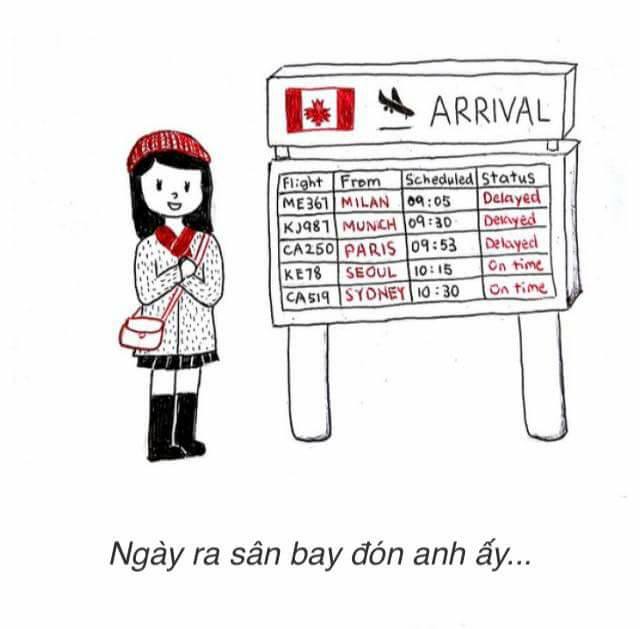 ARRIVAL
Flight From Scheduled Status
ME361 MILAN 09:05 Delayed
KJ987 MUNICH 09:30 Delayed
CA250 PARIS 09:53 Delayed
KE78 SEOUL 10:15 On time
CA519 SYDNEY 10:30 On time
Ngày ra sân bay đón anh ấy...